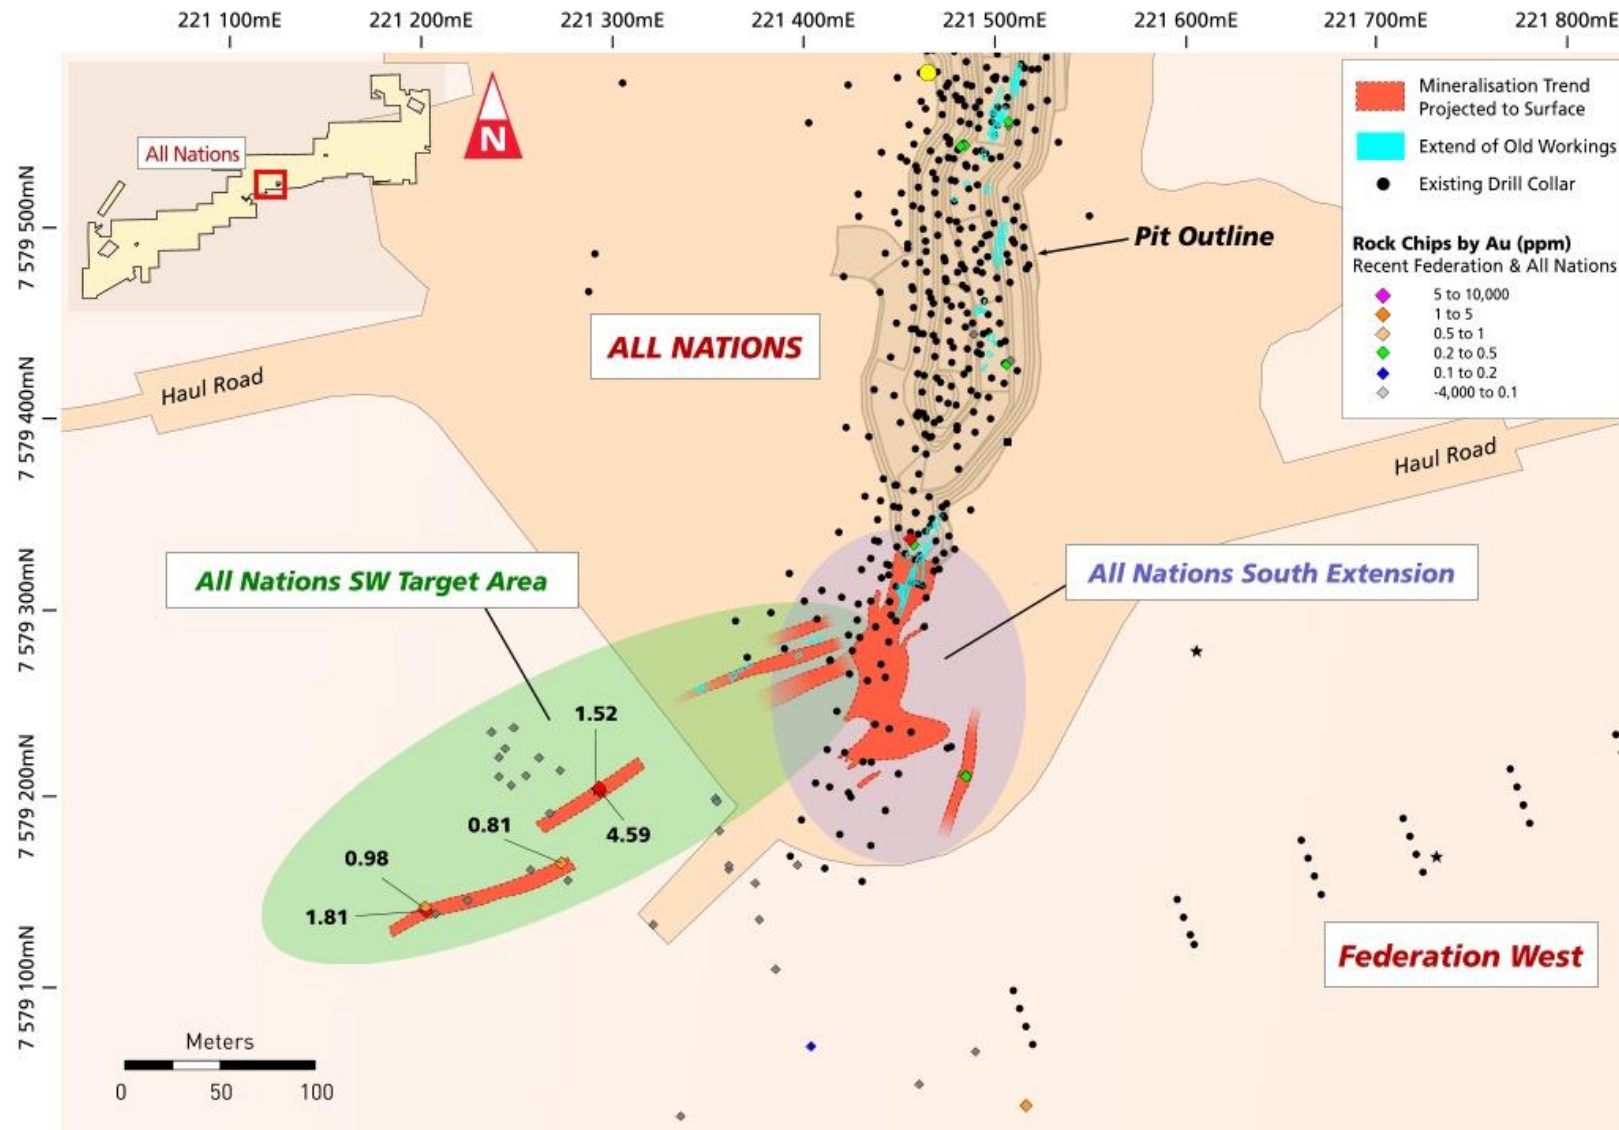 221 100mE
221 200mE
221 300mE
221 400mE
221 500mE
221 600mE
221 700mE
221 800mE
All Nations
N
Mineralisation Trend
Projected to Surface
Extend of Old Workings
Existing Drill Collar
Rock Chips by Au (ppm)
Recent Federation & All Nations
5 to 10,000
1 to 5
0.5 to 1
0.2 to 0.5
0.1 to 0.2
-4,000 to 0.1
7 579 500mN
7 579 400mN
7 579 300mN
7 579 200mN
7 579 100mN
Pit Outline
ALL NATIONS
Haul Road
Haul Road
All Nations SW Target Area
All Nations South Extension
1.52
0.81
4.59
0.98
1.81
Federation West
Meters
0 50 100